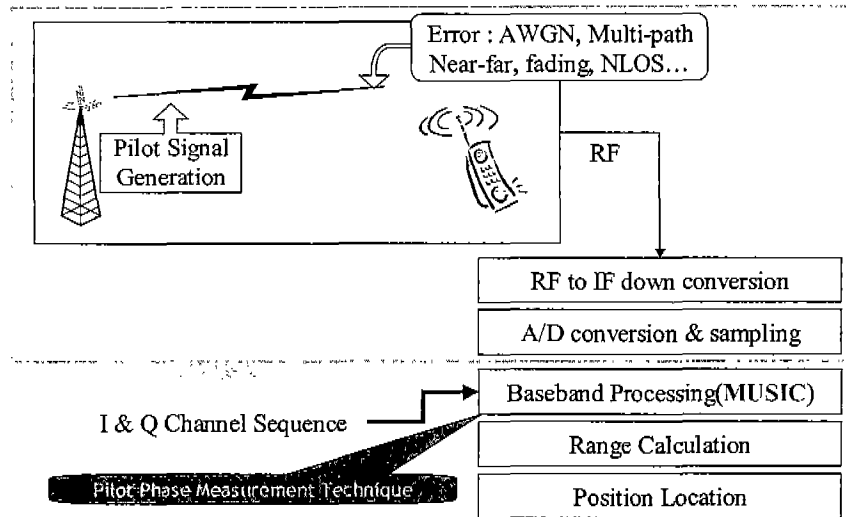 Error : AWGN, Multi-path
Near-far, fading, NLOS...
Pilot Signal
Generation
RF
RF to IF down conversion
A/D conversion & sampling
Baseband Processing(MUSIC)
I & Q Channel Sequence
Range Calculation
Pilot Phase Measurement Technique
Position Location